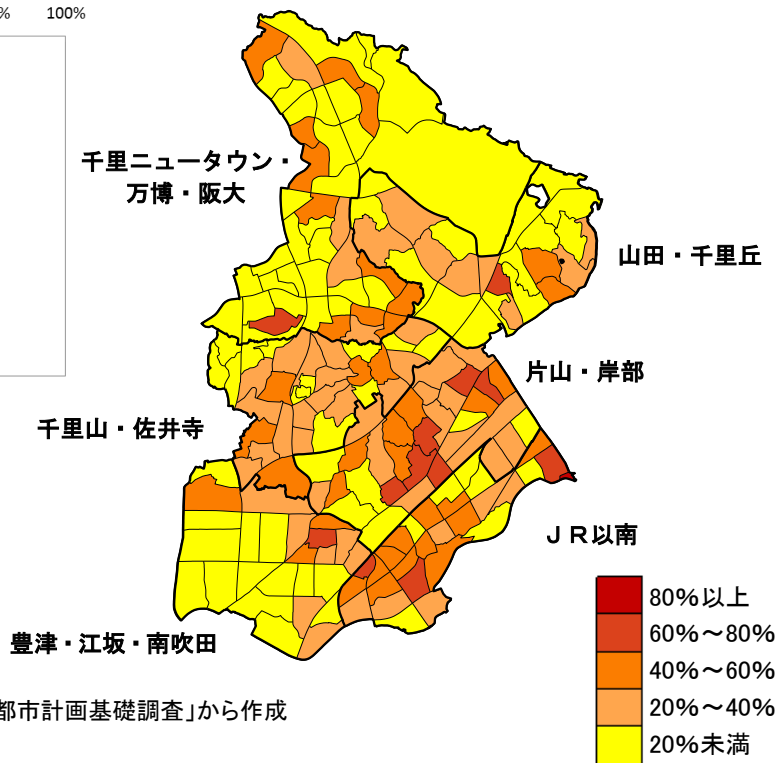 % 100%
千里ニュータウン・
万博・阪大
山田・千里丘
片山・岸部
千里山・佐井寺
ＪＲ以南
豊津・江坂・南吹田
80%以上
60%～80%
40%～60%
20%～40%
20%未満
都市計画基礎調査」から作成